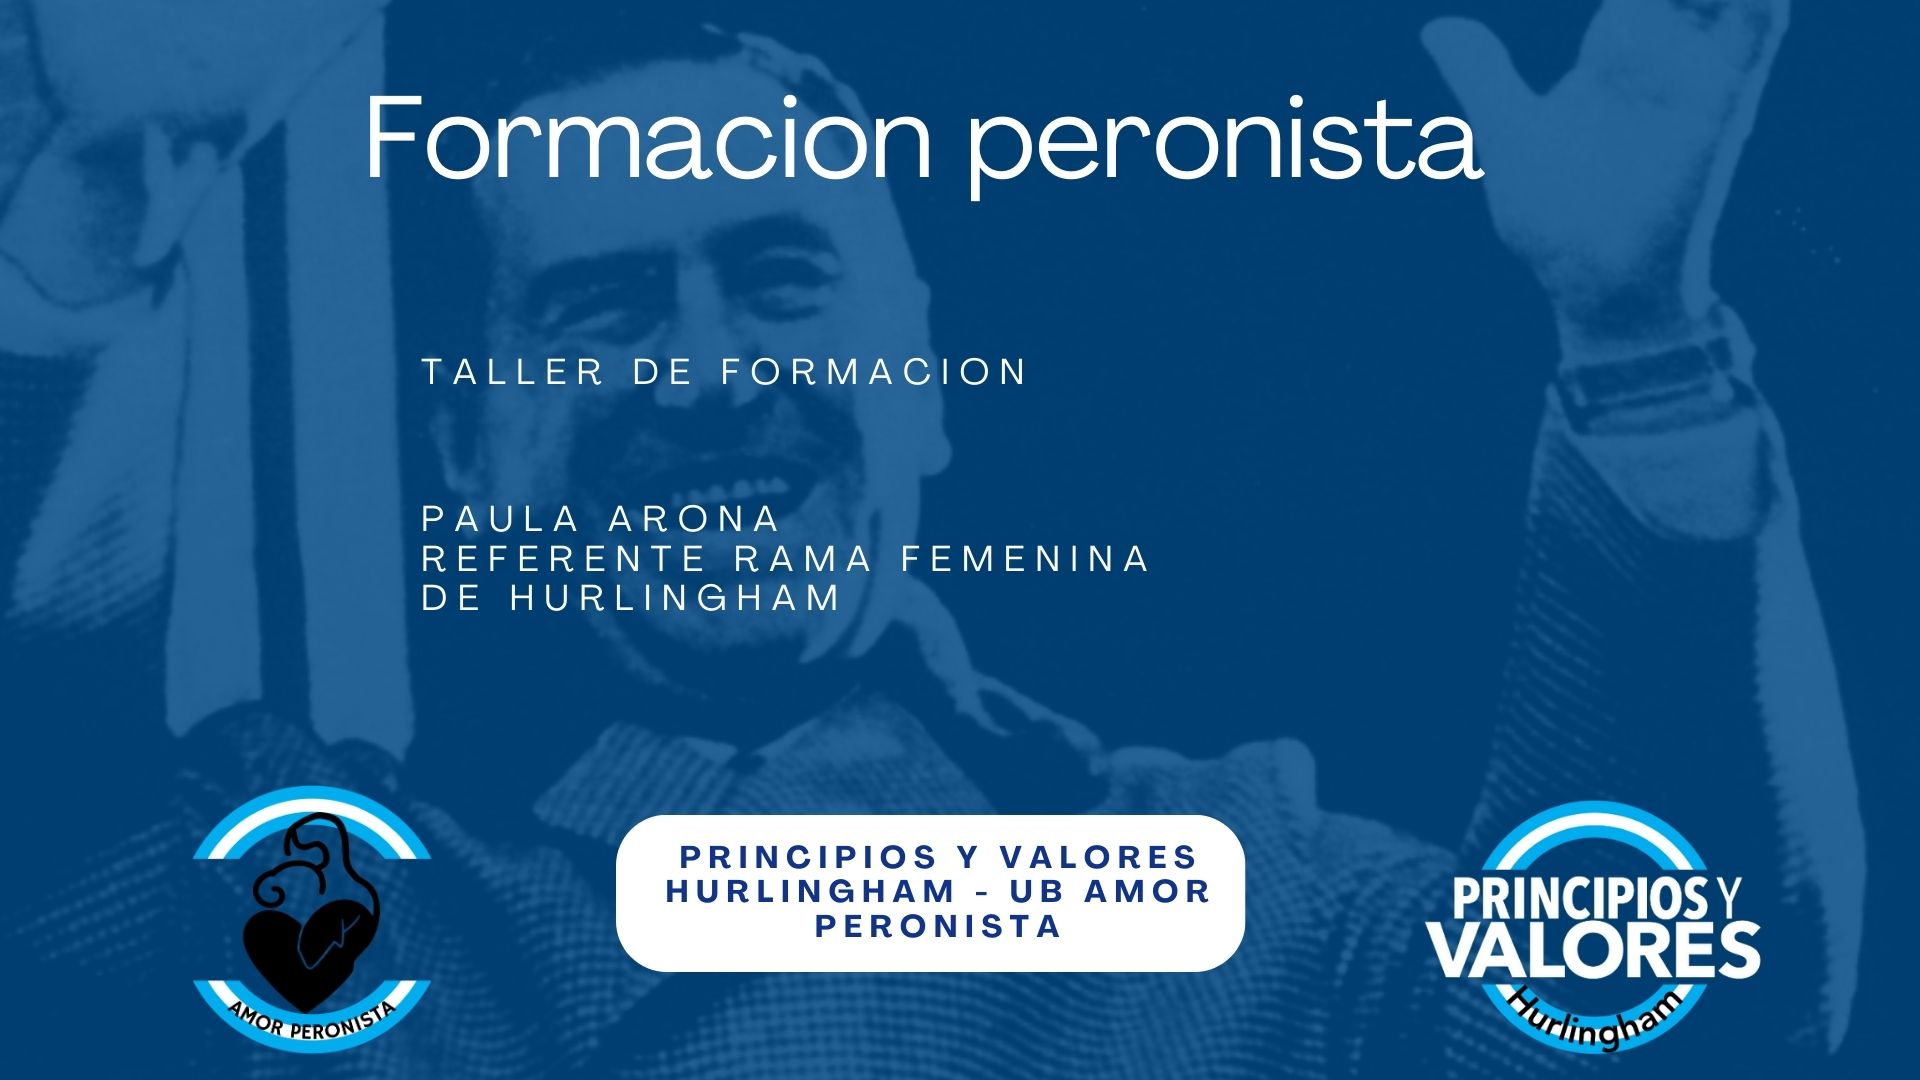 Formacion peronista
TALLER DE FORMACION
PAULA ARONA
REFERENTE RAMA FEMENINA
DE HURLINGHAM
PRINCIPIOS Y VALORES
HURLINGHAM - UB AMOR
PERONISTA
AMOR PERONISTA
PRINCIPIOS Y
VALORES
Hurlingham